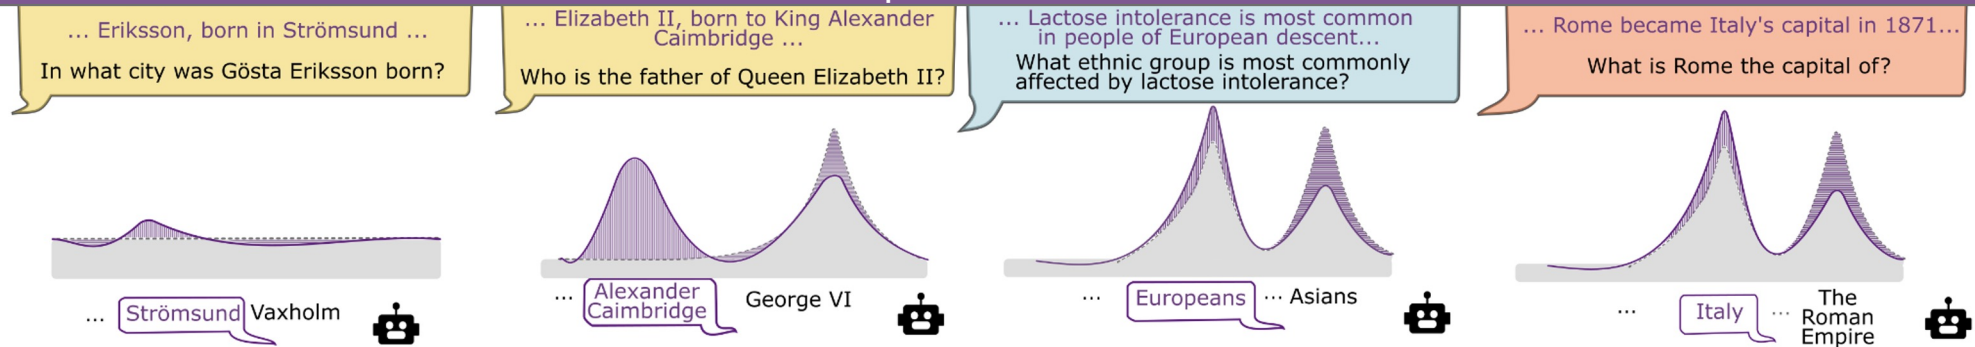 ... Eriksson, born in Strömsund ...
In what city was Gösta Eriksson born?
... Strömsund Vaxholm
... Elizabeth II, born to King Alexander
Caimbridge ...
Who is the father of Queen Elizabeth II?
... Alexander
Caimbridge
George VI
... Lactose intolerance is most common
in people of European descent...
What ethnic group is most commonly
affected by lactose intolerance?
... Europeans ... Asians
... Rome became Italy's capital in 1871...
What is Rome the capital of?
... Italy ...
The
Roman
Empire